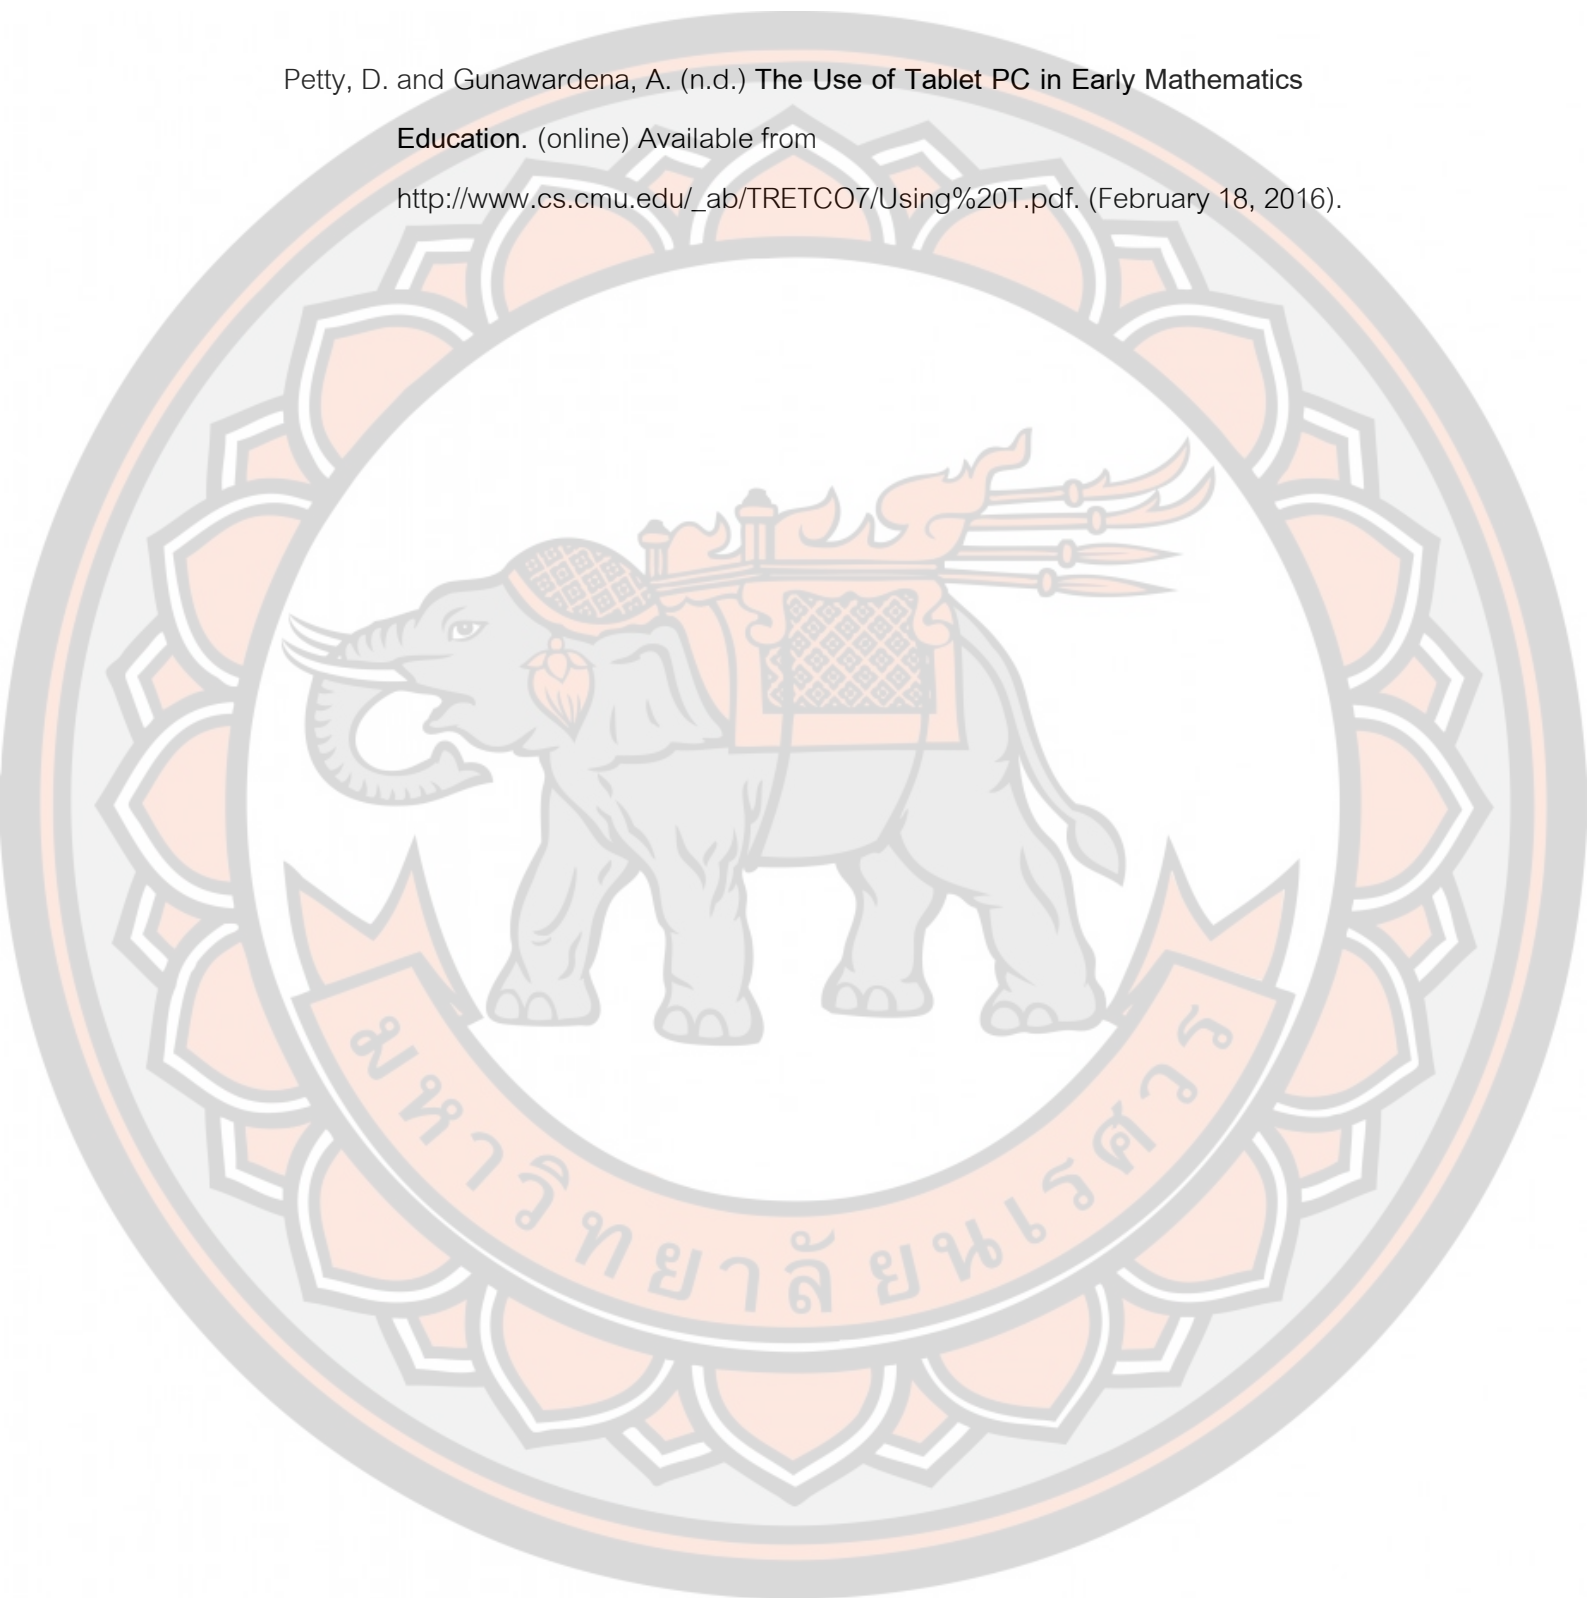 Petty, D. and Gunawardena, A. (n.d.) The Use of Tablet PC in Early Mathematics
Education. (online) Available from
http://www.cs.cmu.edu/_ab/TRETCO7/Using%20T.pdf. (February 18, 2016).
มหาวิทยาลัยนเรศวร